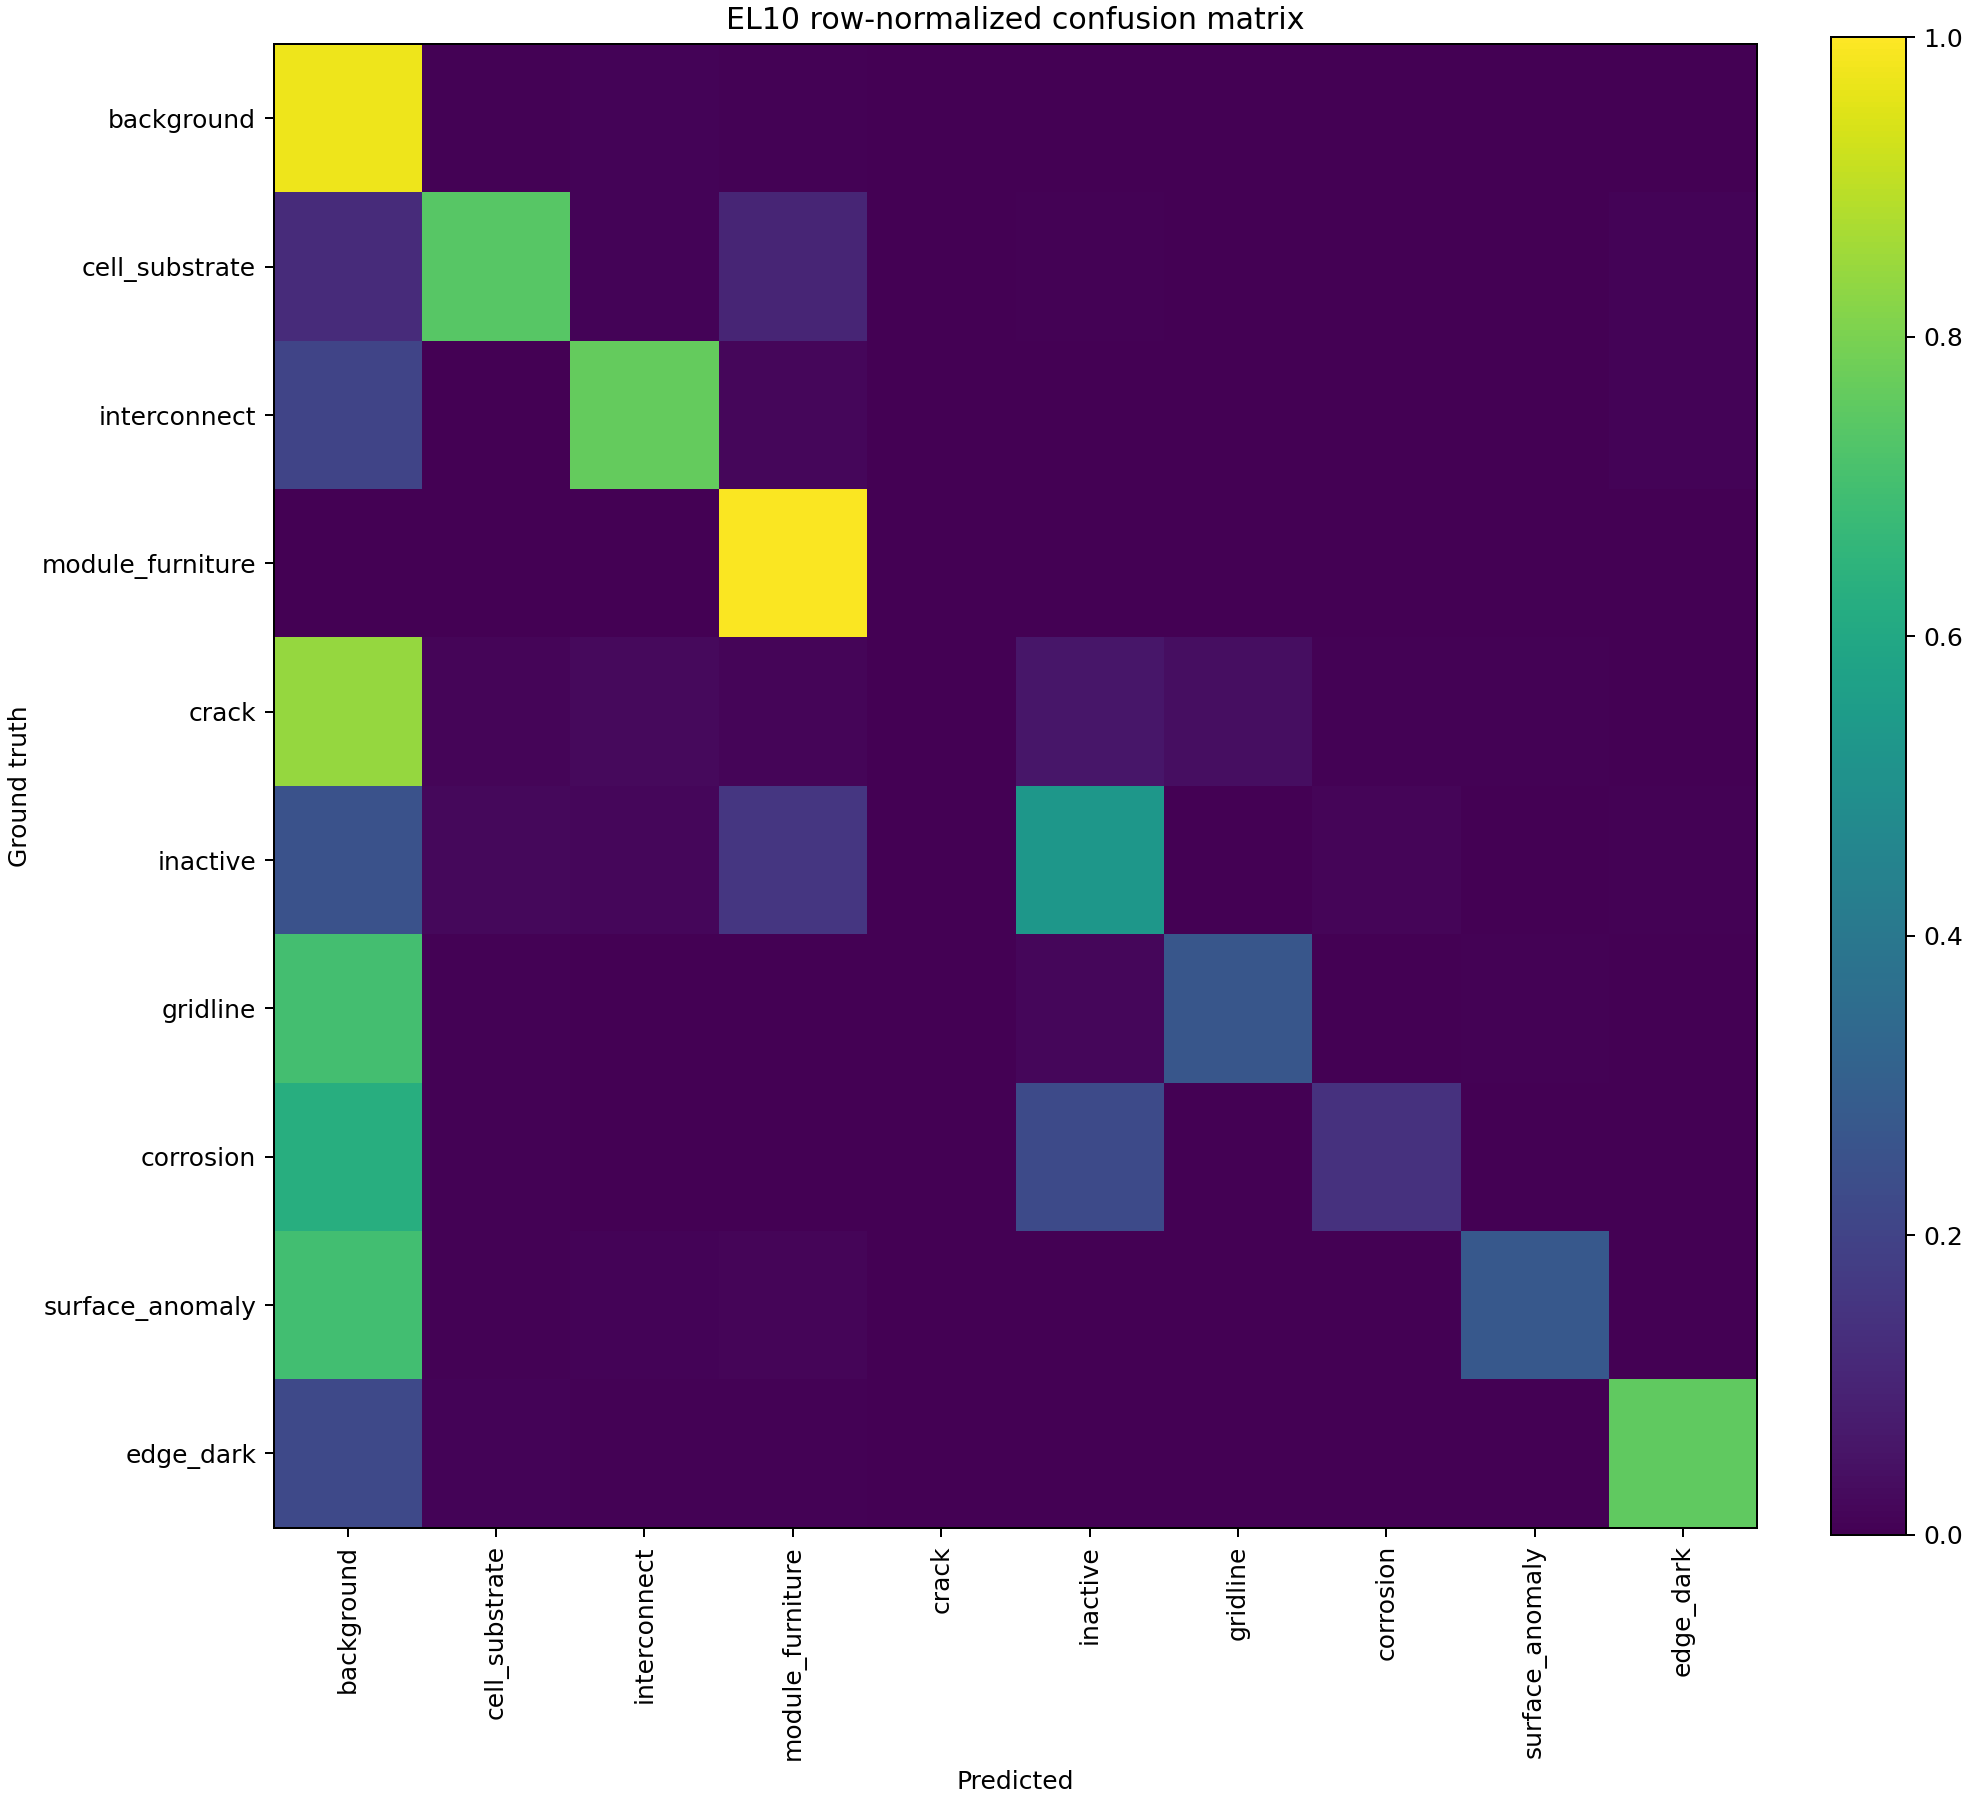 EL10 row-normalized confusion matrix
Ground truth
background
cell_substrate
interconnect
module_furniture
crack
inactive
gridline
corrosion
surface_anomaly
edge_dark
background
cell_substrate
interconnect
module_furniture
crack
inactive
gridline
corrosion
surface_anomaly
edge_dark
Predicted
1.0
0.8
0.6
0.4
0.2
0.0